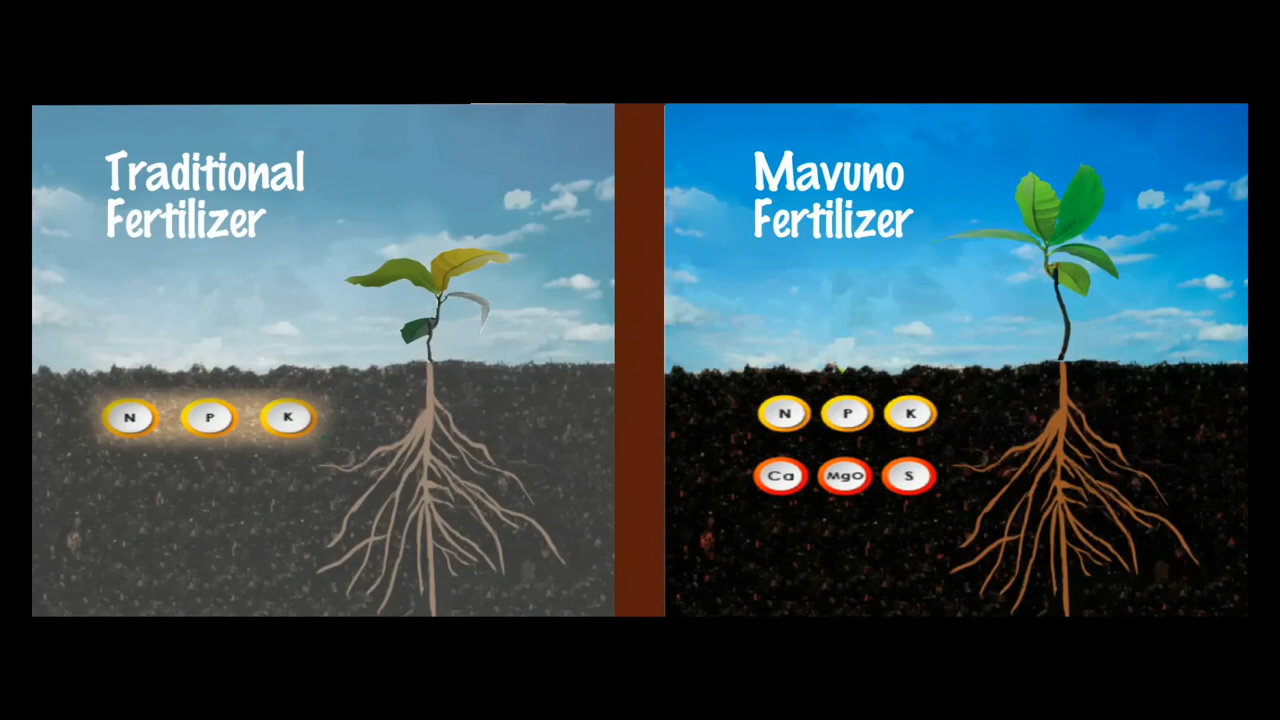 Traditional
Fertilizer
N P K
Mavuno
Fertilizer
N P K
Ca MgO S